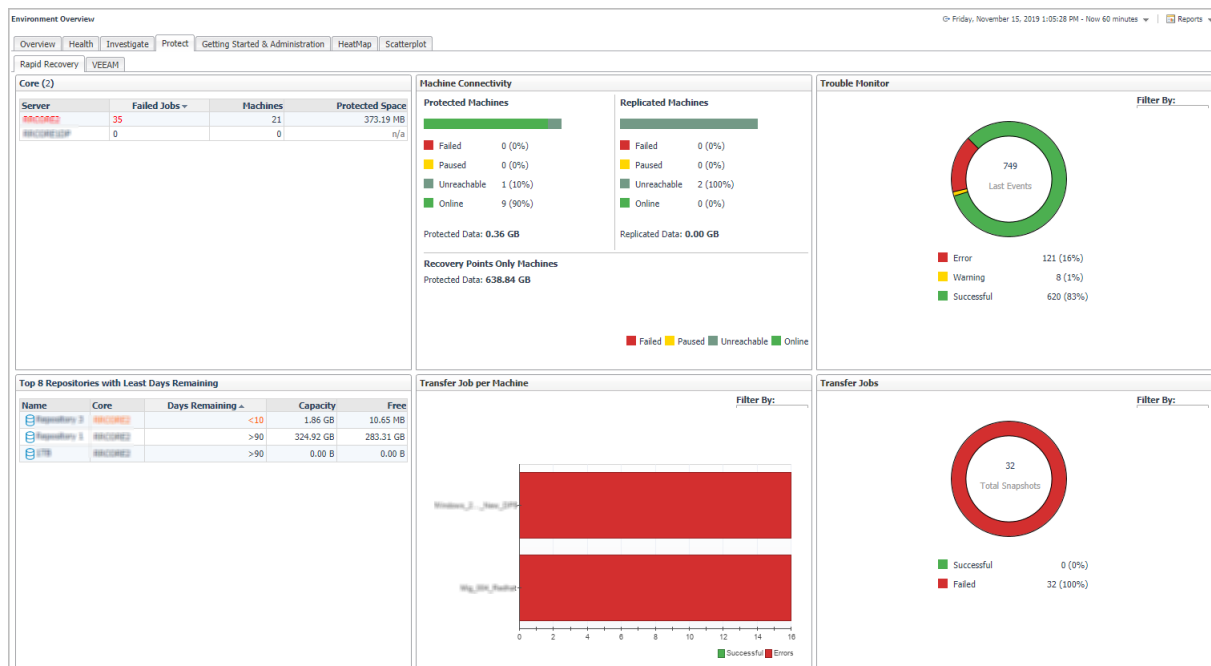 Environment Overview
Friday, November 15, 2019 1:05:28 PM - Now 60 minutes
Reports
Overview
Health
Investigate
Protect
Getting Started & Administration
HeatMap
Scatterplot
Rapid Recovery
VEEAM
Core (2)
Server Failed Jobs Machines Protected Space
35 21 373.19 MB
0 0 n/a
Machine Connectivity
Protected Machines
Failed 0 (0%)
Paused 0 (0%)
Unreachable 1 (10%)
Online 9 (90%)
Protected Data: 0.36 GB
Replicated Machines
Failed 0 (0%)
Paused 0 (0%)
Unreachable 2 (100%)
Online 0 (0%)
Replicated Data: 0.00 GB
Recovery Points Only Machines
Protected Data: 638.84 GB
Failed Paused Unreachable Online
Trouble Monitor
Filter By:
749
Last Events
Error 121 (16%)
Warning 8 (1%)
Successful 620 (83%)
Top 8 Repositories with Least Days Remaining
Name Core Days Remaining Capacity Free
<10 1.86 GB 10.65 MB
>90 324.92 GB 283.31 GB
>90 0.00 B 0.00 B
Transfer Job per Machine
Filter By:
0 2 4 6 8 10 12 14 16
Successful Errors
Transfer Jobs
Filter By:
32
Total Snapshots
Successful 0 (0%)
Failed 32 (100%)